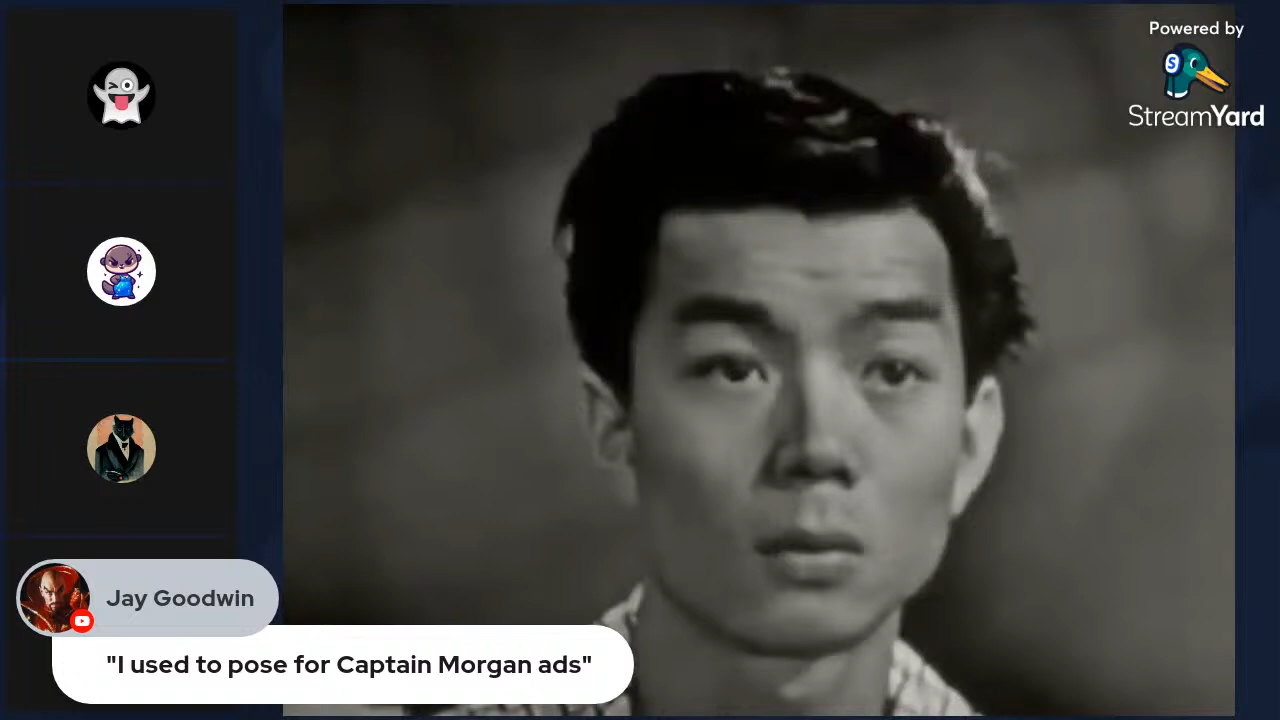 Powered by
StreamYard
Jay Goodwin
"I used to pose for Captain Morgan ads"